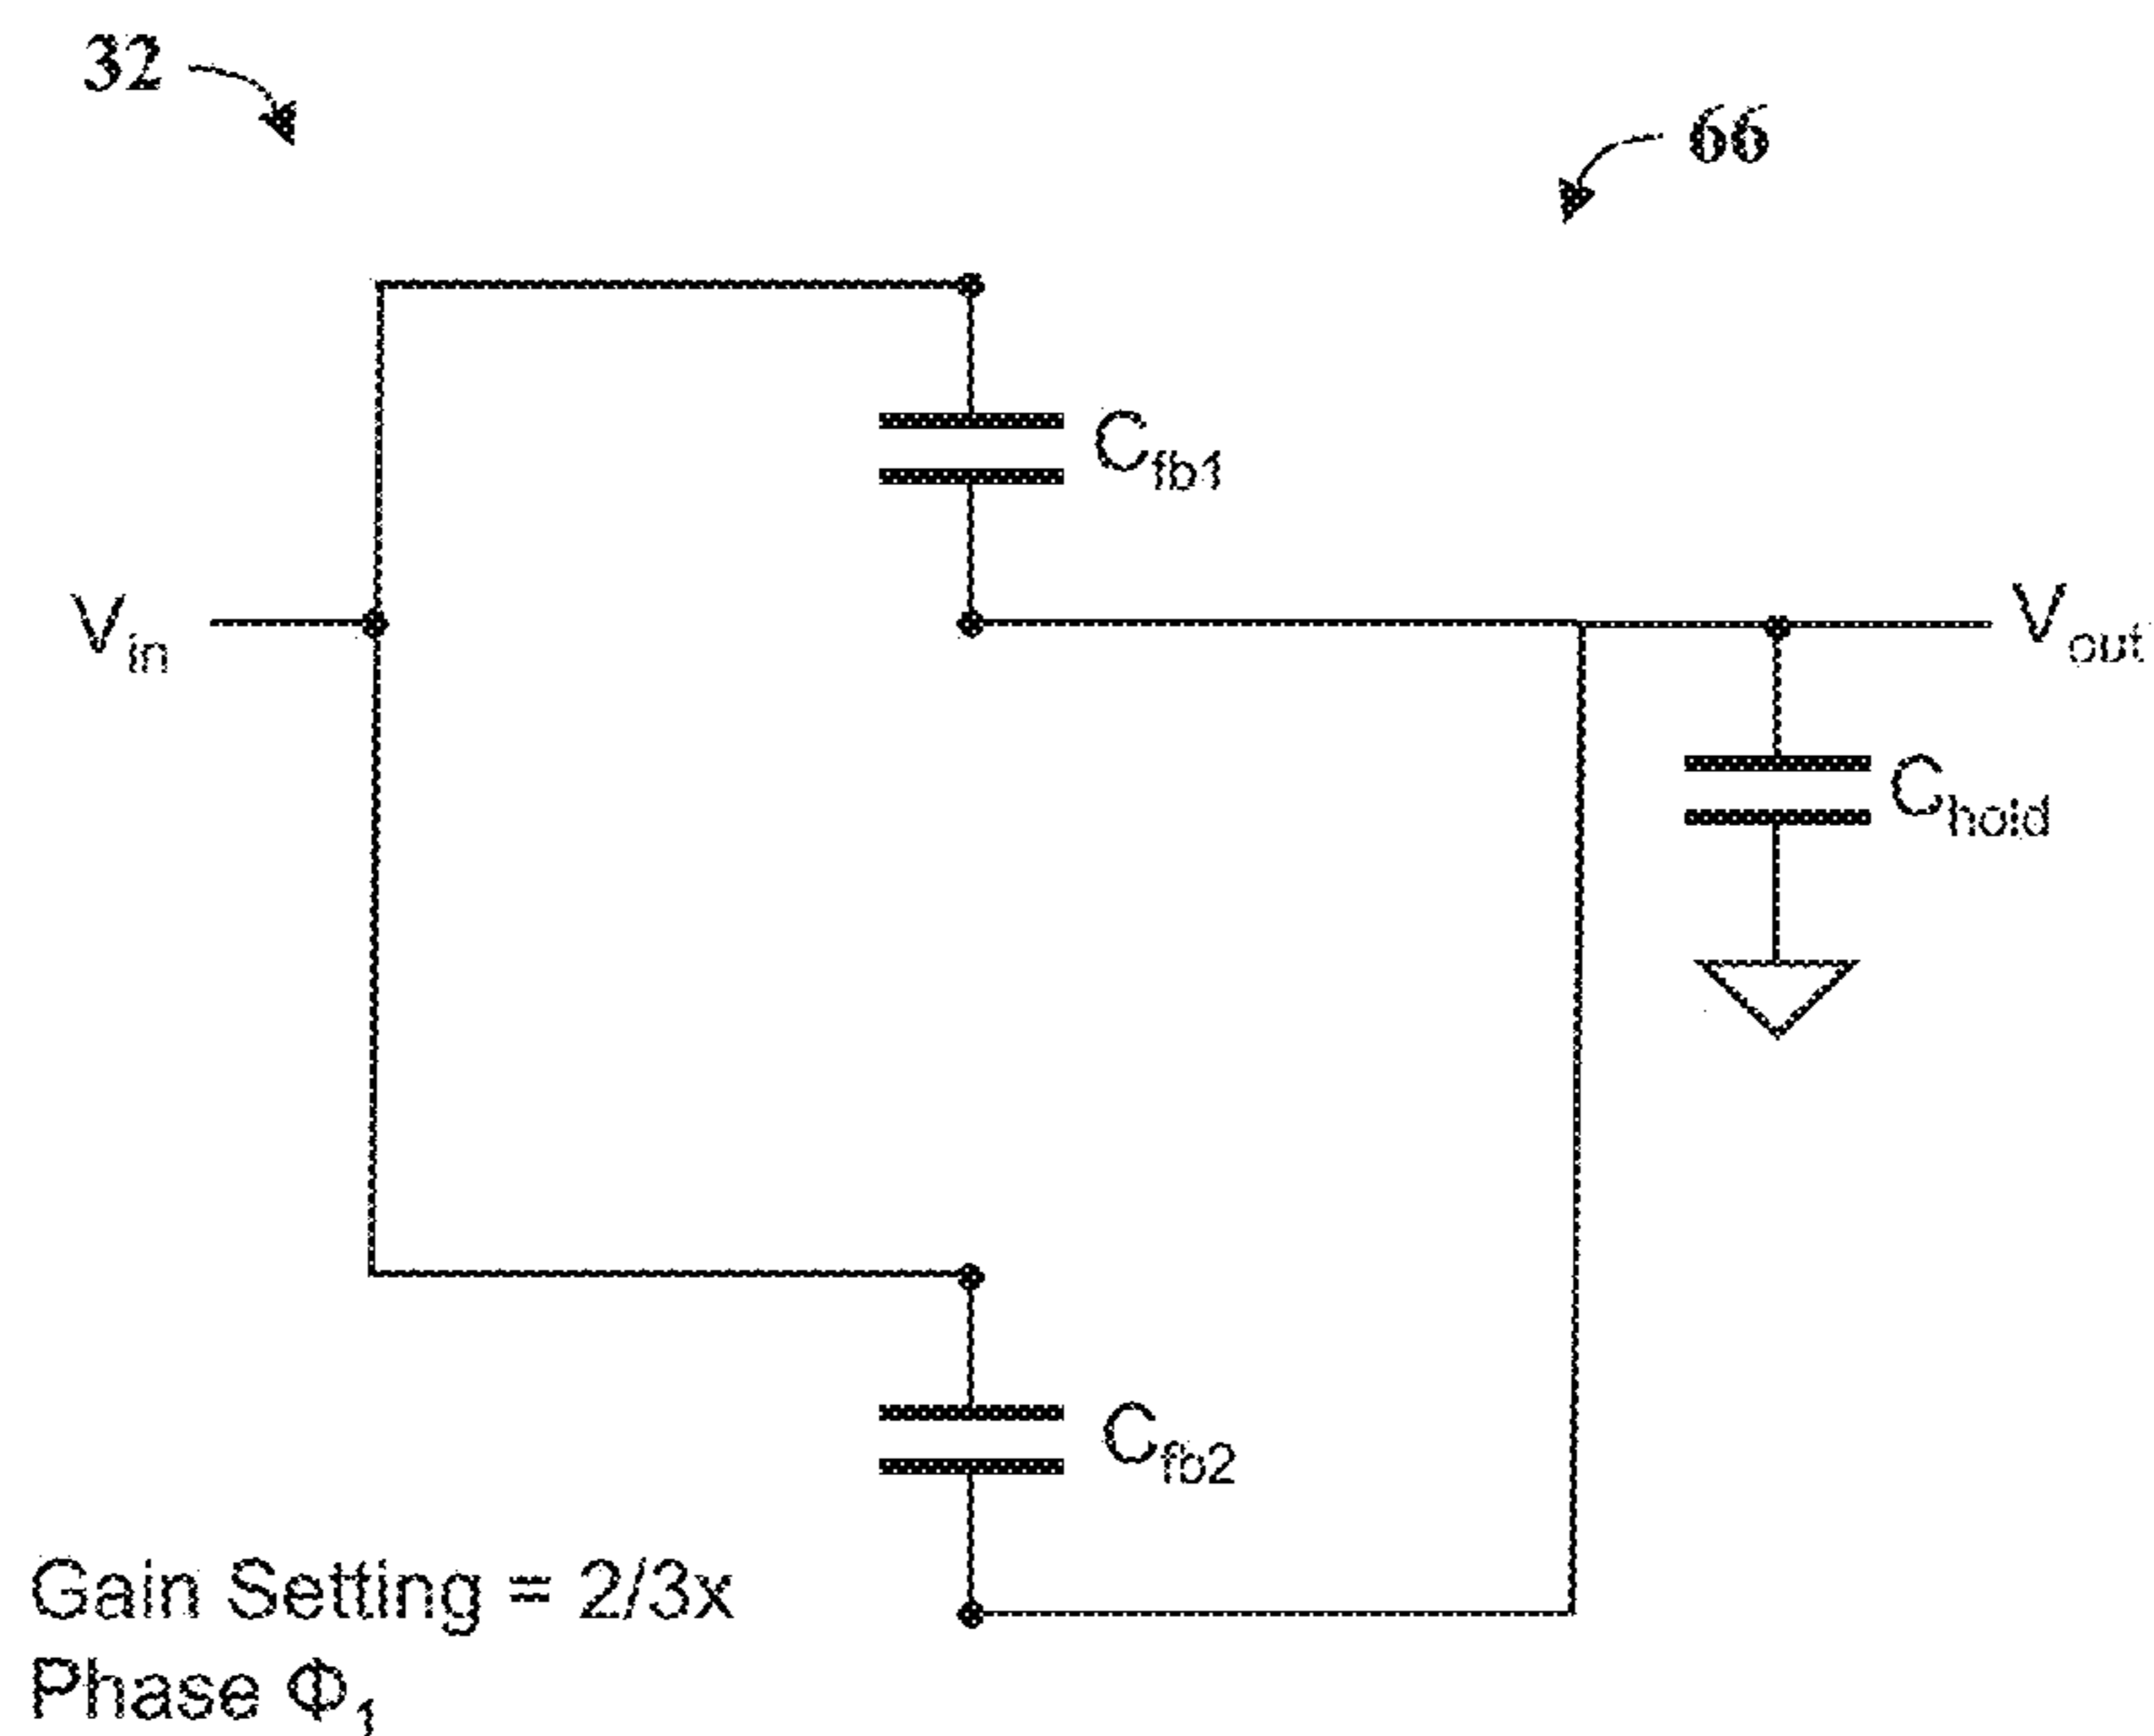 32
66
C_fb1
V_in
V_out
C_hold
C_fb2
Gain Setting = 2/3x
Phase Φ_1